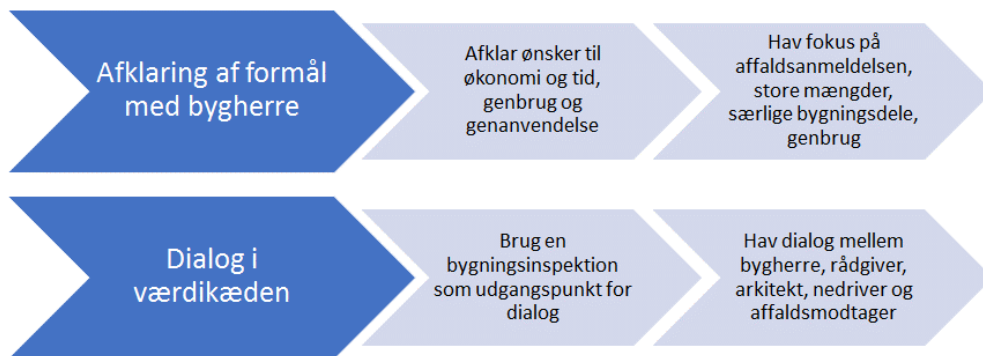 Afklaring af formål
med bygherre
Afklar ønsker til
økonomi og tid,
genbrug og
genanvendelse
Hav fokus på
affaldsanmeldelsen,
store mængder,
særlige bygningsdele,
genbrug
Dialog i
værdikæden
Brug en
bygningsinspektion
som udgangspunkt for
dialog
Hav dialog mellem
bygherre, rådgiver,
arkitekt, nedriver og
affaldsmodtager